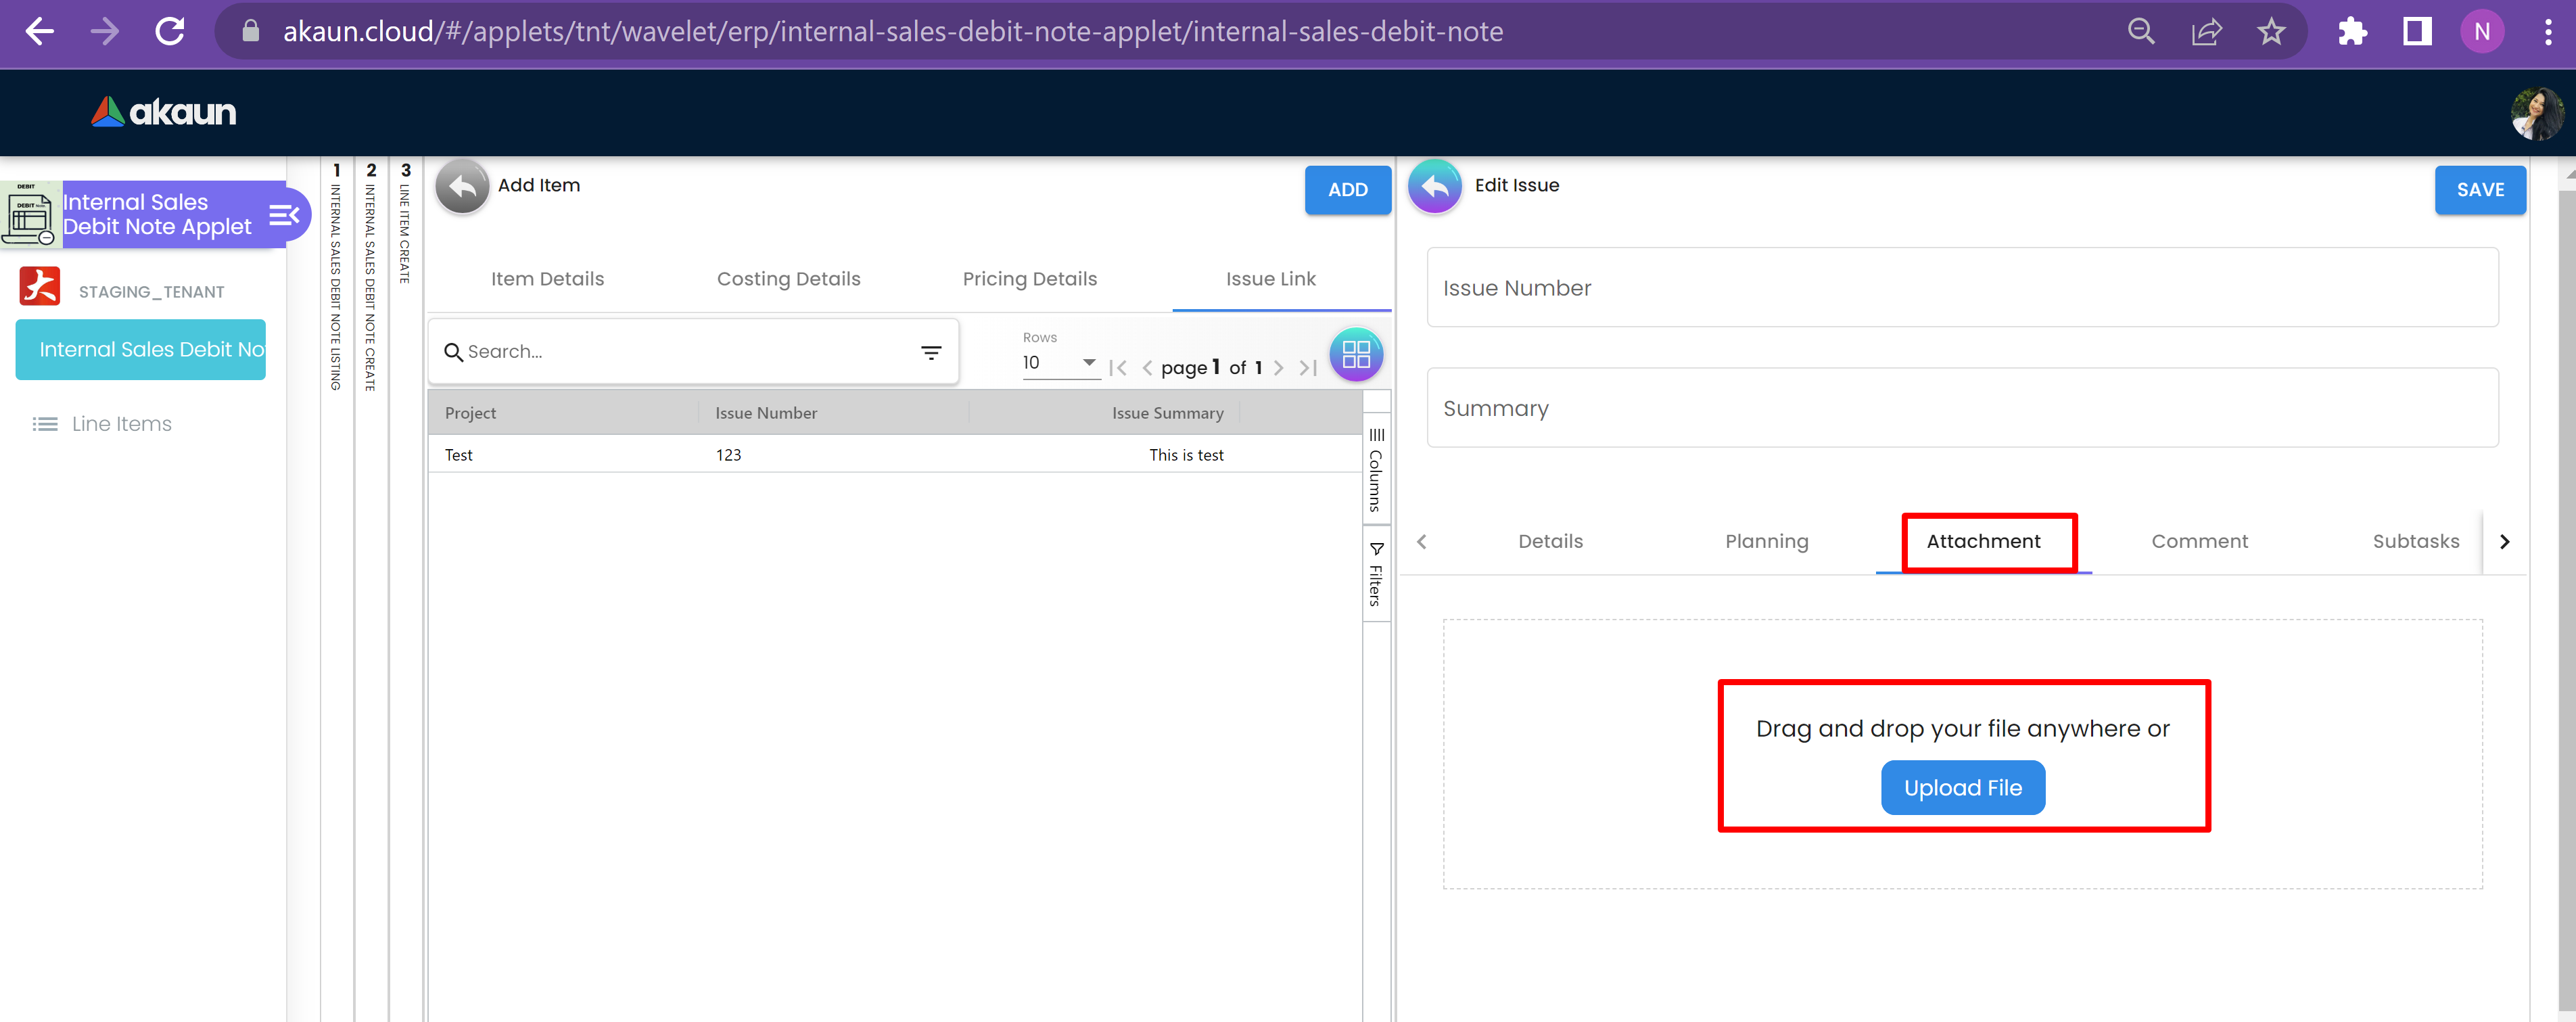 akaun.cloud/#/applets/tnt/wavelet/erp/internal-sales-debit-note-applet/internal-sales-debit-note
N
akaun
DEBIT
DEBIT
Internal Sales
Debit Note Applet
STAGING_TENANT
Internal Sales Debit No
Line Items
1 INTERNAL SALES DEBIT NOTE LISTING
2 INTERNAL SALES DEBIT NOTE CREATE
3 LINE ITEM CREATE
Add Item
ADD
Item Details Costing Details Pricing Details Issue Link
Search...
Rows
10
page 1 of 1
Project Issue Number Issue Summary
Test 123 This is test
Columns
Filters
Edit Issue
SAVE
Issue Number
Summary
Details Planning Attachment Comment Subtasks
Drag and drop your file anywhere or
Upload File